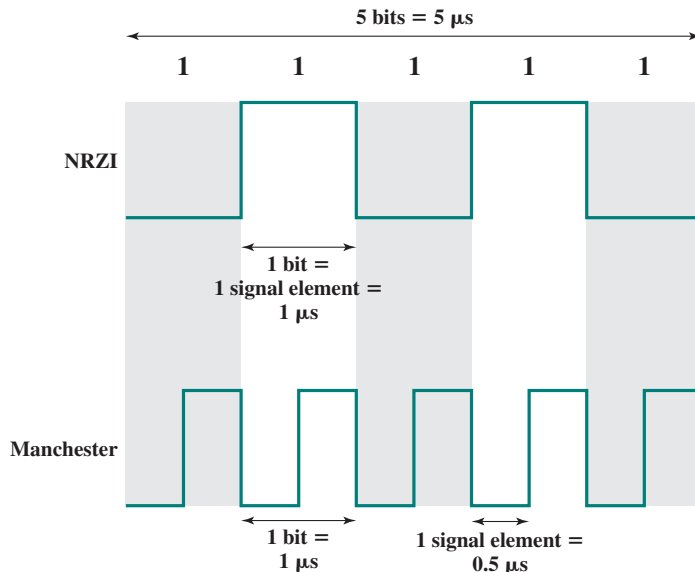 5 bits = 5 μs
1 1 1 1 1
NRZI
1 bit =
1 signal element =
1 μs
Manchester
1 bit =
1 μs
1 signal element =
0.5 μs